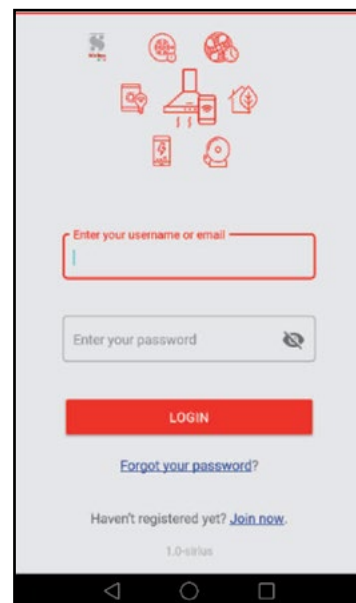 Enter your username or email
Enter your password
LOGIN
Forgot your password?
Haven't registered yet? Join now.
1.0-sirius